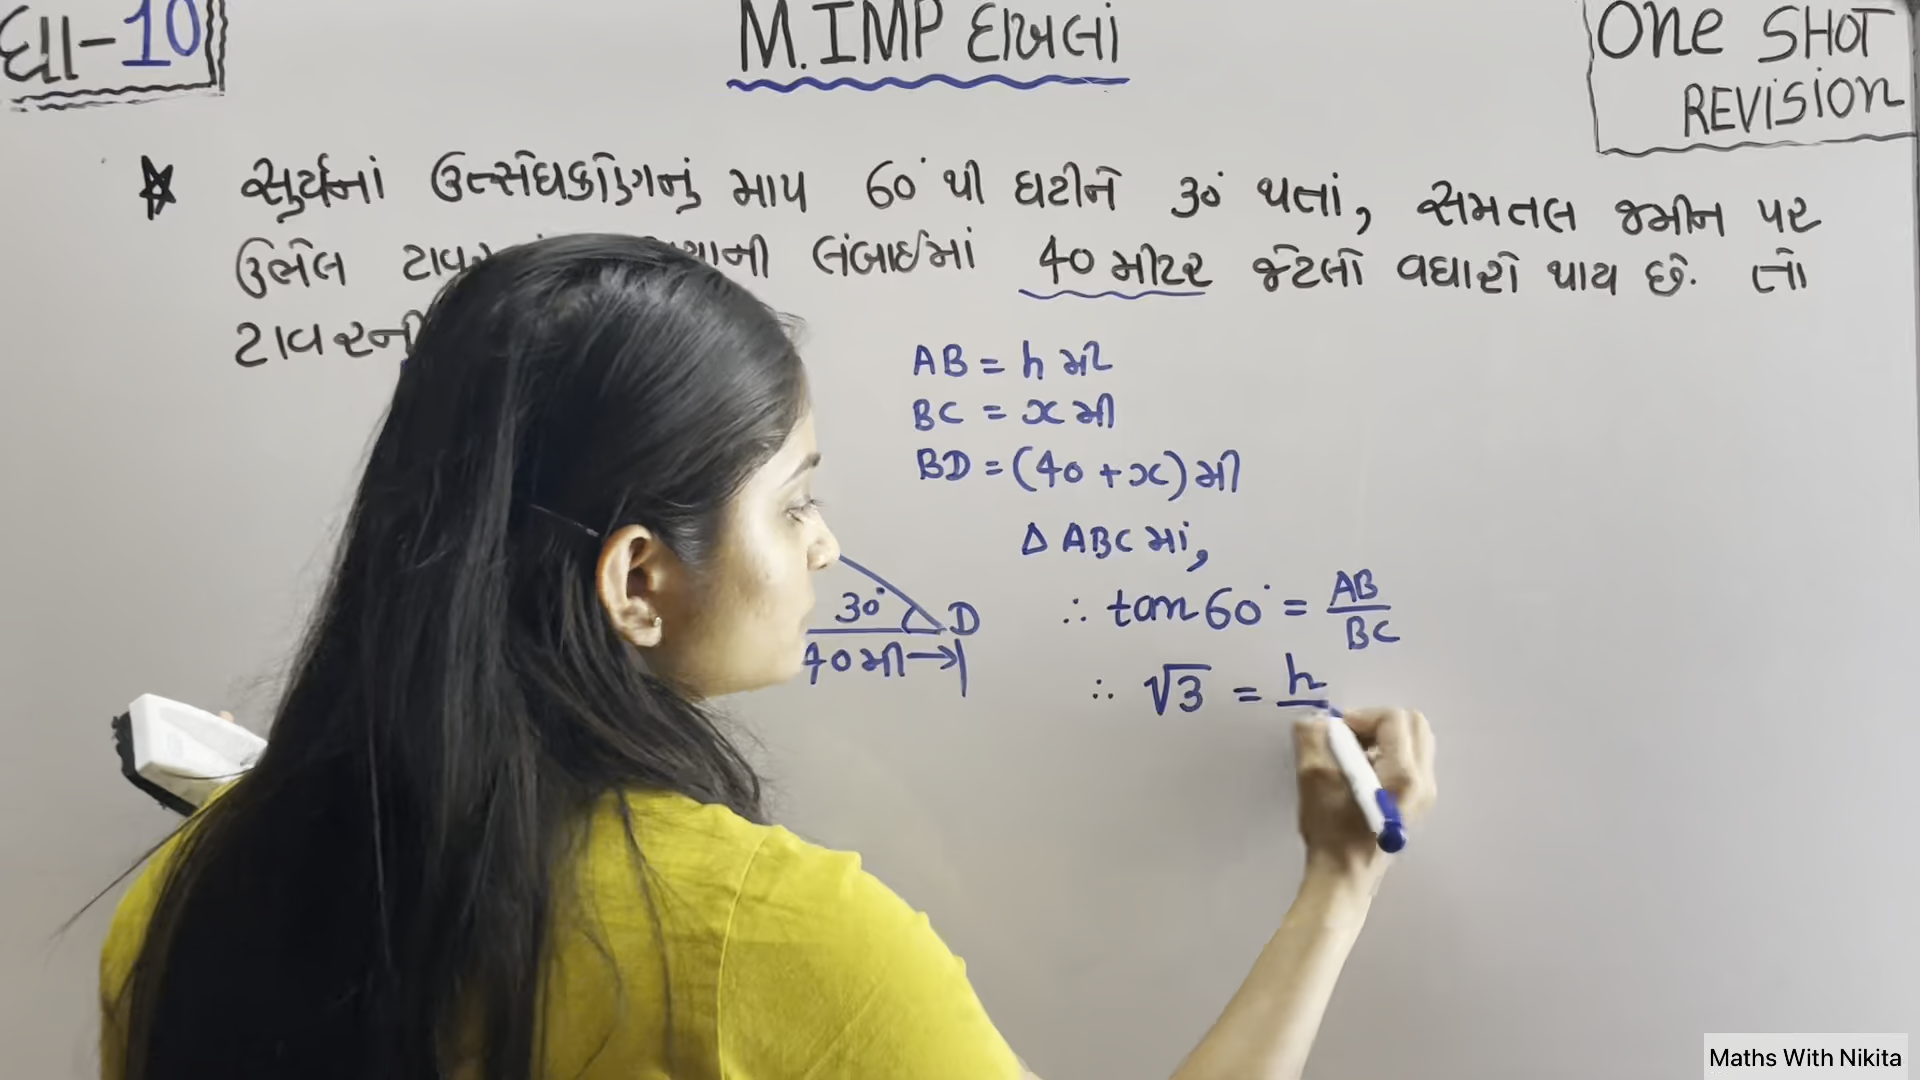 ધા-10
M. IMP દાખલાં
One SHOT
REVISION
સુર્યનાં ઉત્સેધકોણનું માપ 60° થી ઘટીને 30° થતાં, સમતલ જમીન પર
ઉભેલ લંબાઈમાં 40 મીટર જેટલો વધારો થાય છે. તો
ટાવરની
AB = h મીટર
BC = x મી
BD = (40 + x) મી
Δ ABC માં,
∴ tan 60° = AB/BC
∴ √3 = h
30° D
40મી
Maths With Nikita